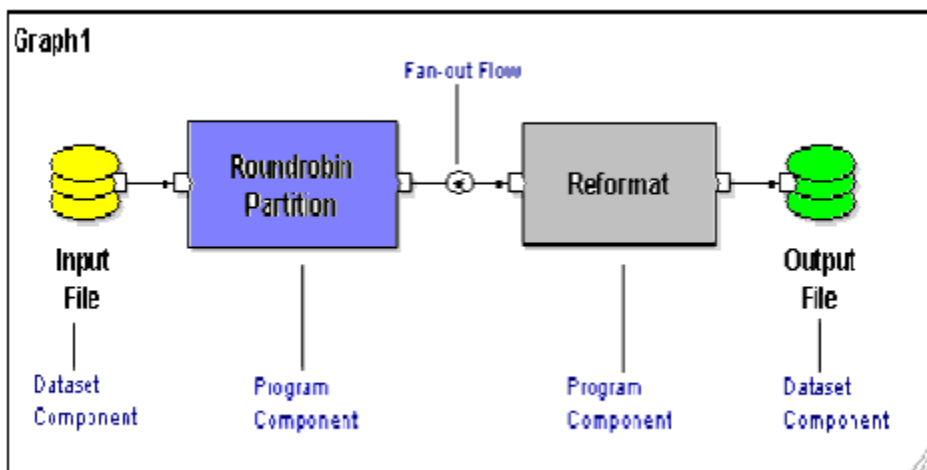 Graph1
Fan-out Flow
Roundrobin
Partition
Reformat
Input
File
Output
File
Dataset
Component
Program
Component
Program
Component
Dataset
Component